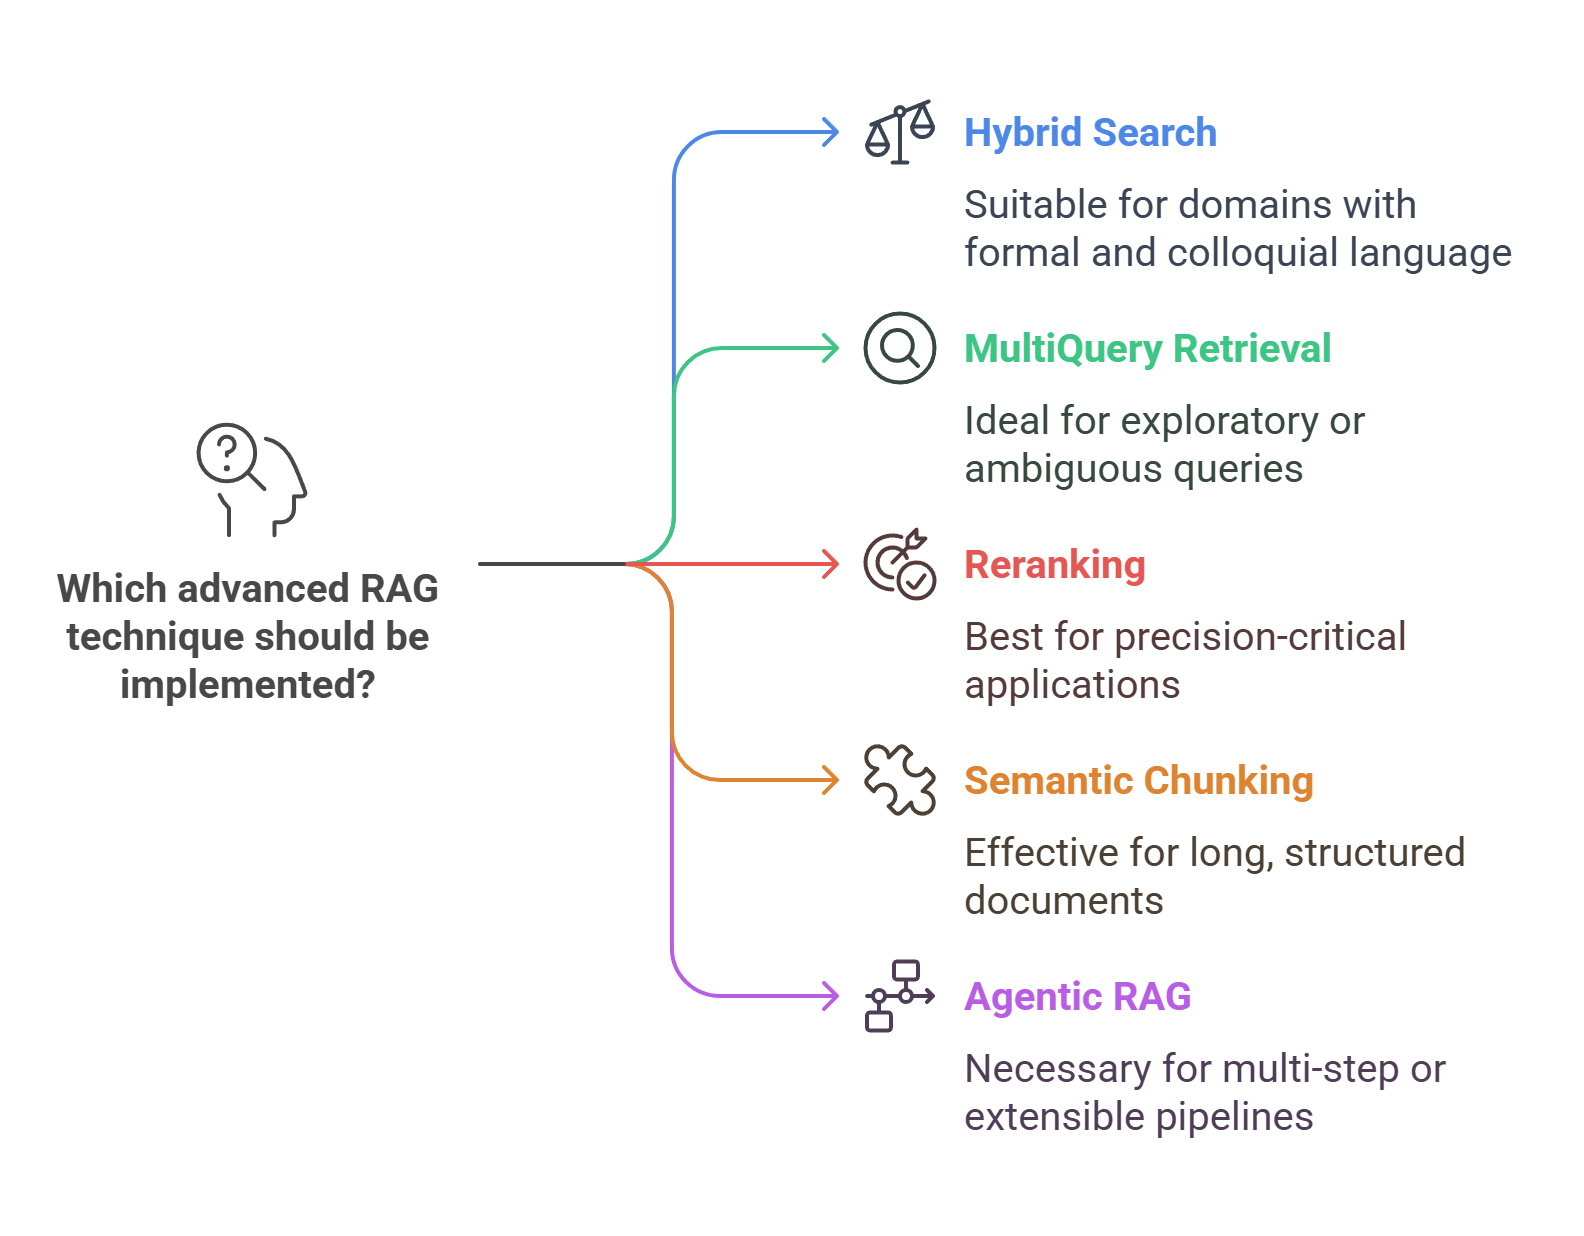 Which advanced RAG
technique should be
implemented?
Hybrid Search
Suitable for domains with
formal and colloquial language
MultiQuery Retrieval
Ideal for exploratory or
ambiguous queries
Reranking
Best for precision-critical
applications
Semantic Chunking
Effective for long, structured
documents
Agentic RAG
Necessary for multi-step or
extensible pipelines